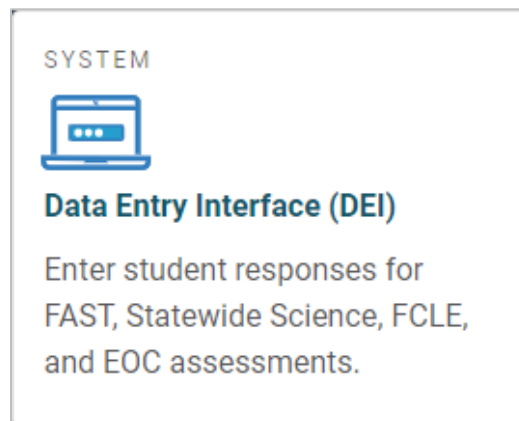 SYSTEM
Data Entry Interface (DEI)
Enter student responses for
FAST, Statewide Science, FCLE,
and EOC assessments.